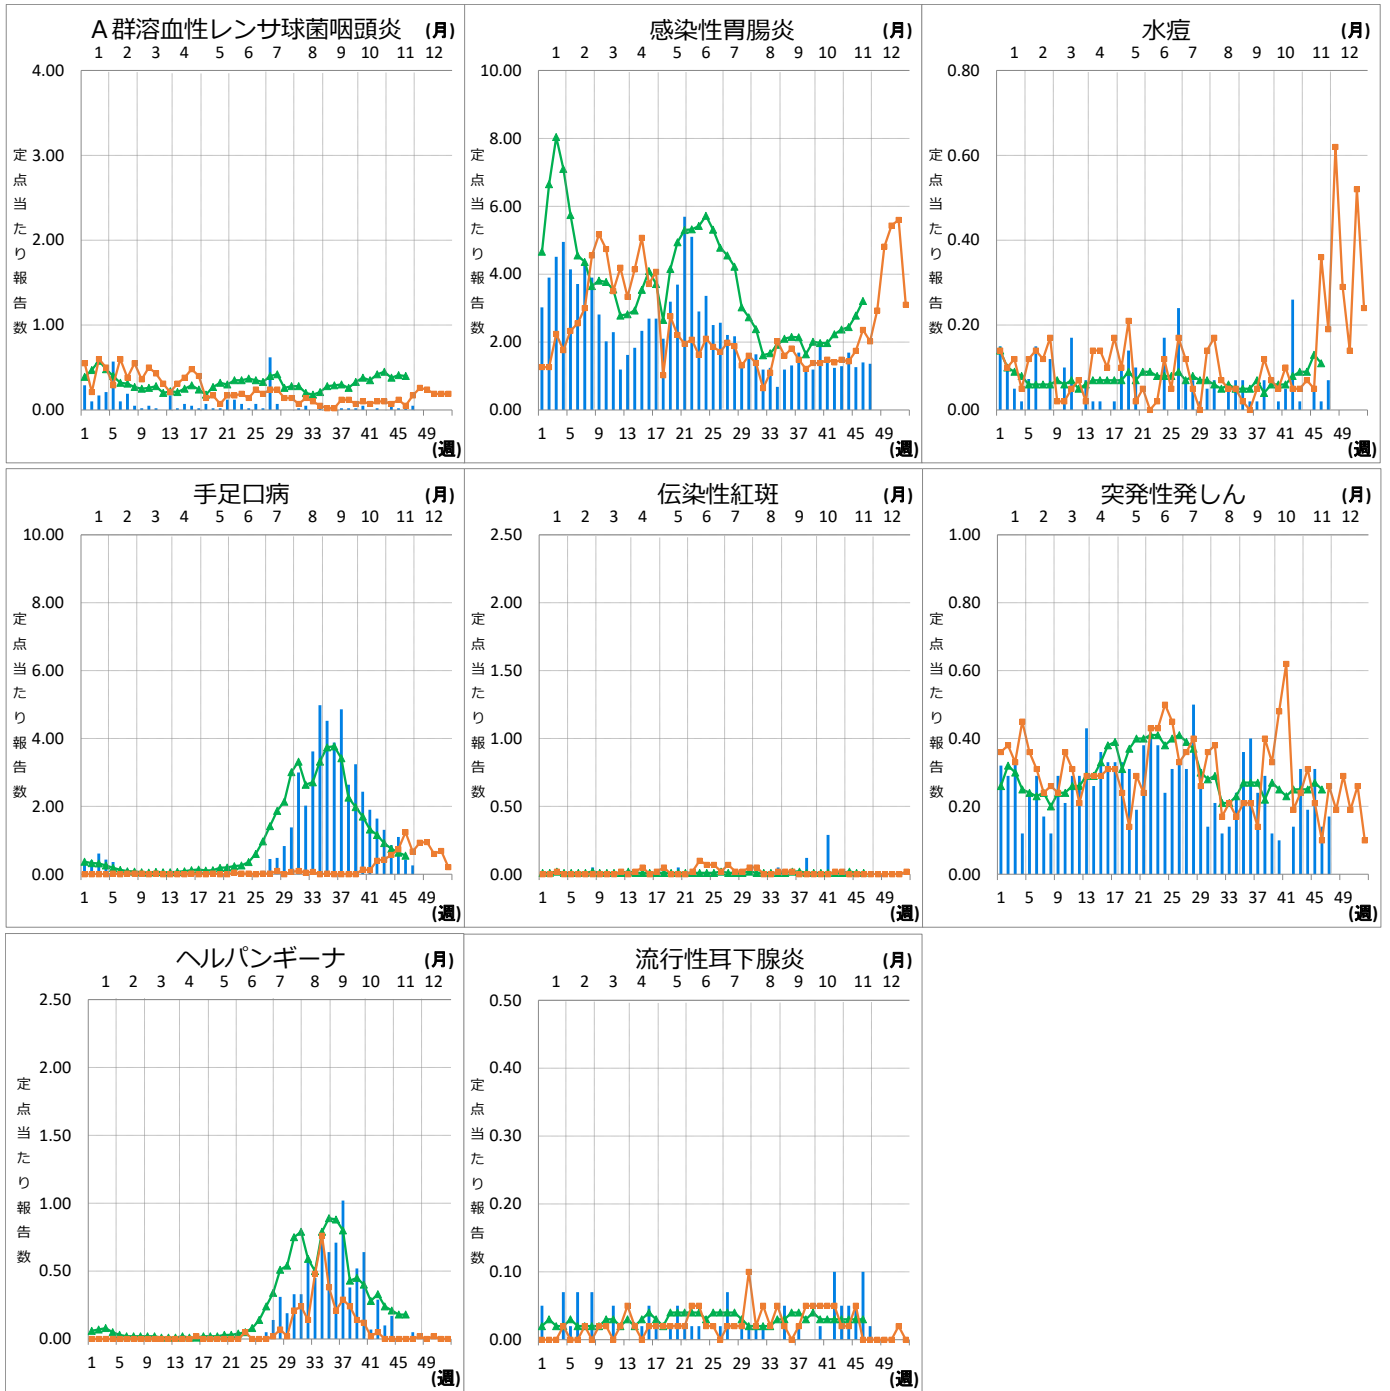 A群溶血性レンサ球菌咽頭炎 (月)
1 2 3 4 5 6 7 8 9 10 11 12
定点当たり報告数
4.00
3.00
2.00
1.00
0.00
1 5 9 13 17 21 25 29 33 37 41 45 49
(週)
感染性胃腸炎 (月)
1 2 3 4 5 6 7 8 9 10 11 12
定点当たり報告数
10.00
8.00
6.00
4.00
2.00
0.00
1 5 9 13 17 21 25 29 33 37 41 45 49
(週)
水痘 (月)
1 2 3 4 5 6 7 8 9 10 11 12
定点当たり報告数
0.80
0.60
0.40
0.20
0.00
1 5 9 13 17 21 25 29 33 37 41 45 49
(週)
手足口病 (月)
1 2 3 4 5 6 7 8 9 10 11 12
定点当たり報告数
10.00
8.00
6.00
4.00
2.00
0.00
1 5 9 13 17 21 25 29 33 37 41 45 49
(週)
伝染性紅斑 (月)
1 2 3 4 5 6 7 8 9 10 11 12
定点当たり報告数
2.50
2.00
1.50
1.00
0.50
0.00
1 5 9 13 17 21 25 29 33 37 41 45 49
(週)
突発性発しん (月)
1 2 3 4 5 6 7 8 9 10 11 12
定点当たり報告数
1.00
0.80
0.60
0.40
0.20
0.00
1 5 9 13 17 21 25 29 33 37 41 45 49
(週)
ヘルパンギーナ (月)
1 2 3 4 5 6 7 8 9 10 11 12
定点当たり報告数
2.50
2.00
1.50
1.00
0.50
0.00
1 5 9 13 17 21 25 29 33 37 41 45 49
(週)
流行性耳下腺炎 (月)
1 2 3 4 5 6 7 8 9 10 11 12
定点当たり報告数
0.50
0.40
0.30
0.20
0.10
0.00
1 5 9 13 17 21 25 29 33 37 41 45 49
(週)